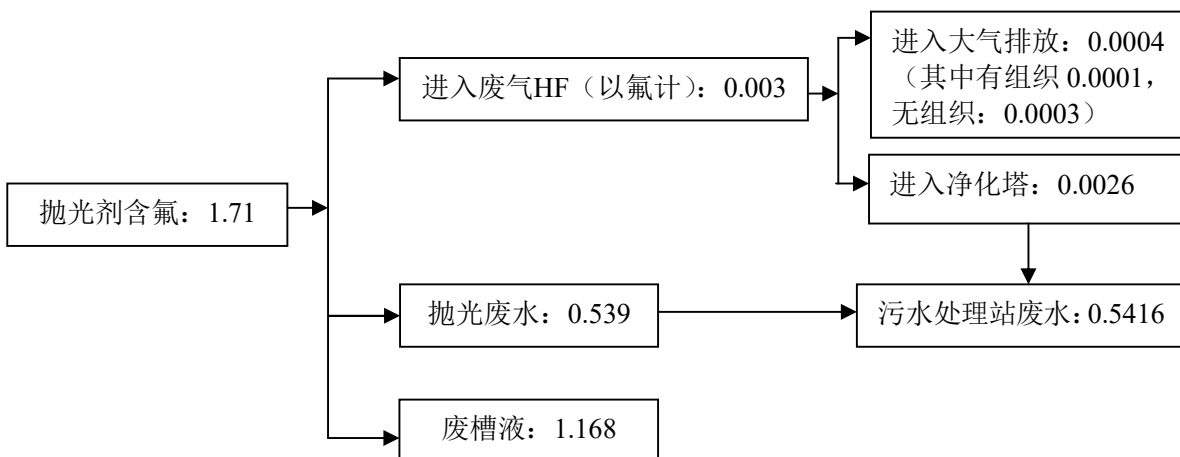 进入大气排放：0.0004
（其中有组织 0.0001，
无组织：0.0003）
进入废气HF（以氟计）：0.003
进入净化塔：0.0026
抛光剂含氟：1.71
抛光废水：0.539
污水处理站废水：0.5416
废槽液：1.168